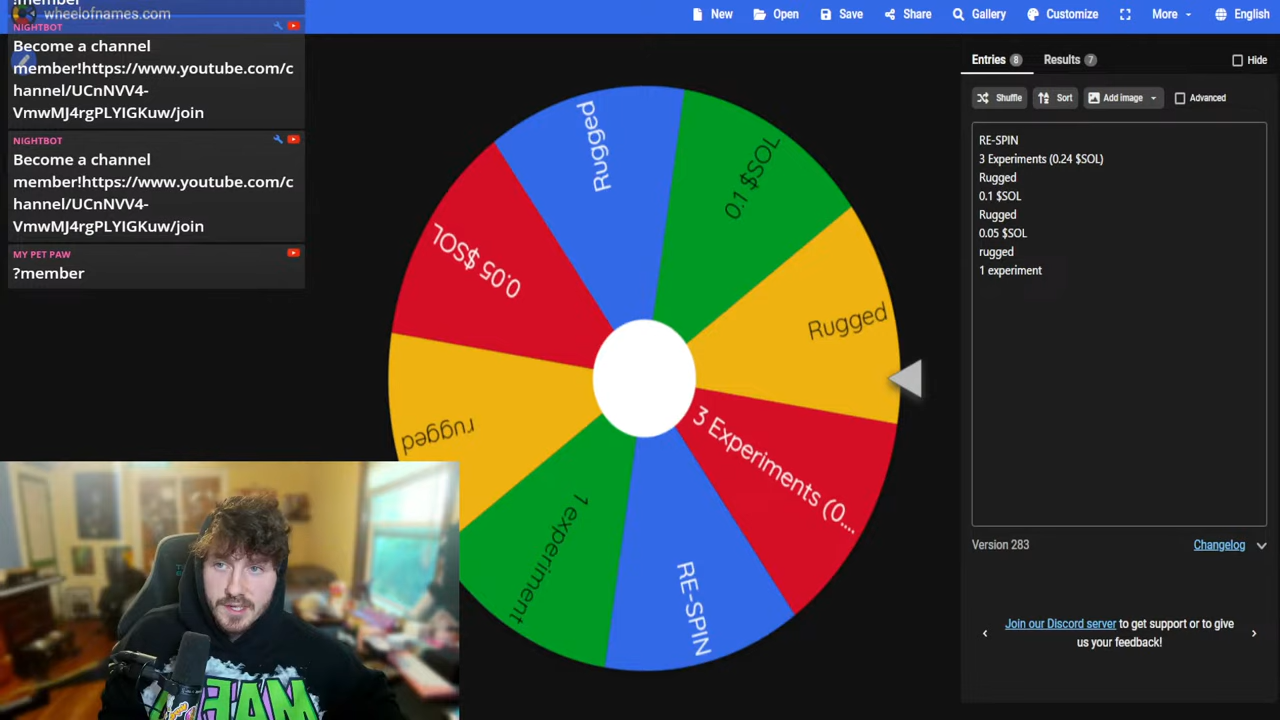 !member
wheelofnames.com
New
Open
Save
Share
Gallery
Customize
More
English
NIGHTBOT
Become a channel
member!https://www.youtube.com/c
hannel/UCnNVV4-
VmwMJ4rgPLYIGKuw/join
NIGHTBOT
Become a channel
member!https://www.youtube.com/c
hannel/UCnNVV4-
VmwMJ4rgPLYIGKuw/join
MY PET PAW
?member
Rugged
0.1 $SOL
Rugged
3 Experiments (0....
RE-SPIN
1 experiment
rugged
0.05 $SOL
Entries 8
Results 7
Hide
Shuffle
Sort
Add image
Advanced
RE-SPIN
3 Experiments (0.24 $SOL)
Rugged
0.1 $SOL
Rugged
0.05 $SOL
rugged
1 experiment
Version 283
Changelog
Join our Discord server to get support or to give
us your feedback!